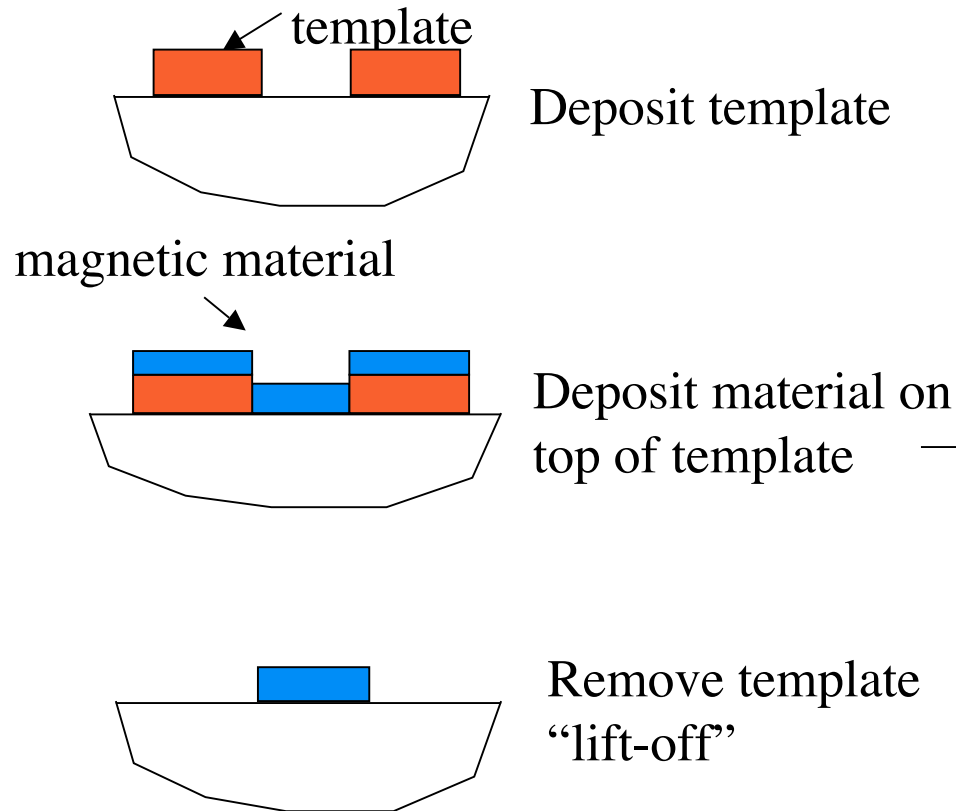 template
Deposit template
magnetic material
Deposit material on
top of template
Remove template
“lift-off”